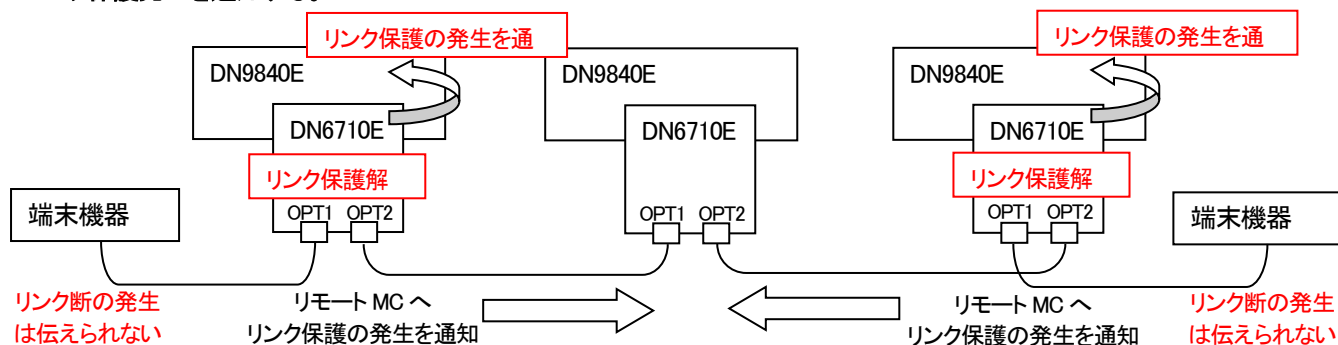 リンク保護の発生を通
リンク保護の発生を通
DN9840E
DN9840E
DN9840E
DN6710E
DN6710E
DN6710E
リンク保護解
リンク保護解
端末機器
OPT1 OPT2
OPT1 OPT2
OPT1 OPT2
端末機器
リンク断の発生
は伝えられない
リモート MC へ
リンク保護の発生を通知
リモート MC へ
リンク保護の発生を通知
リンク断の発生
は伝えられない